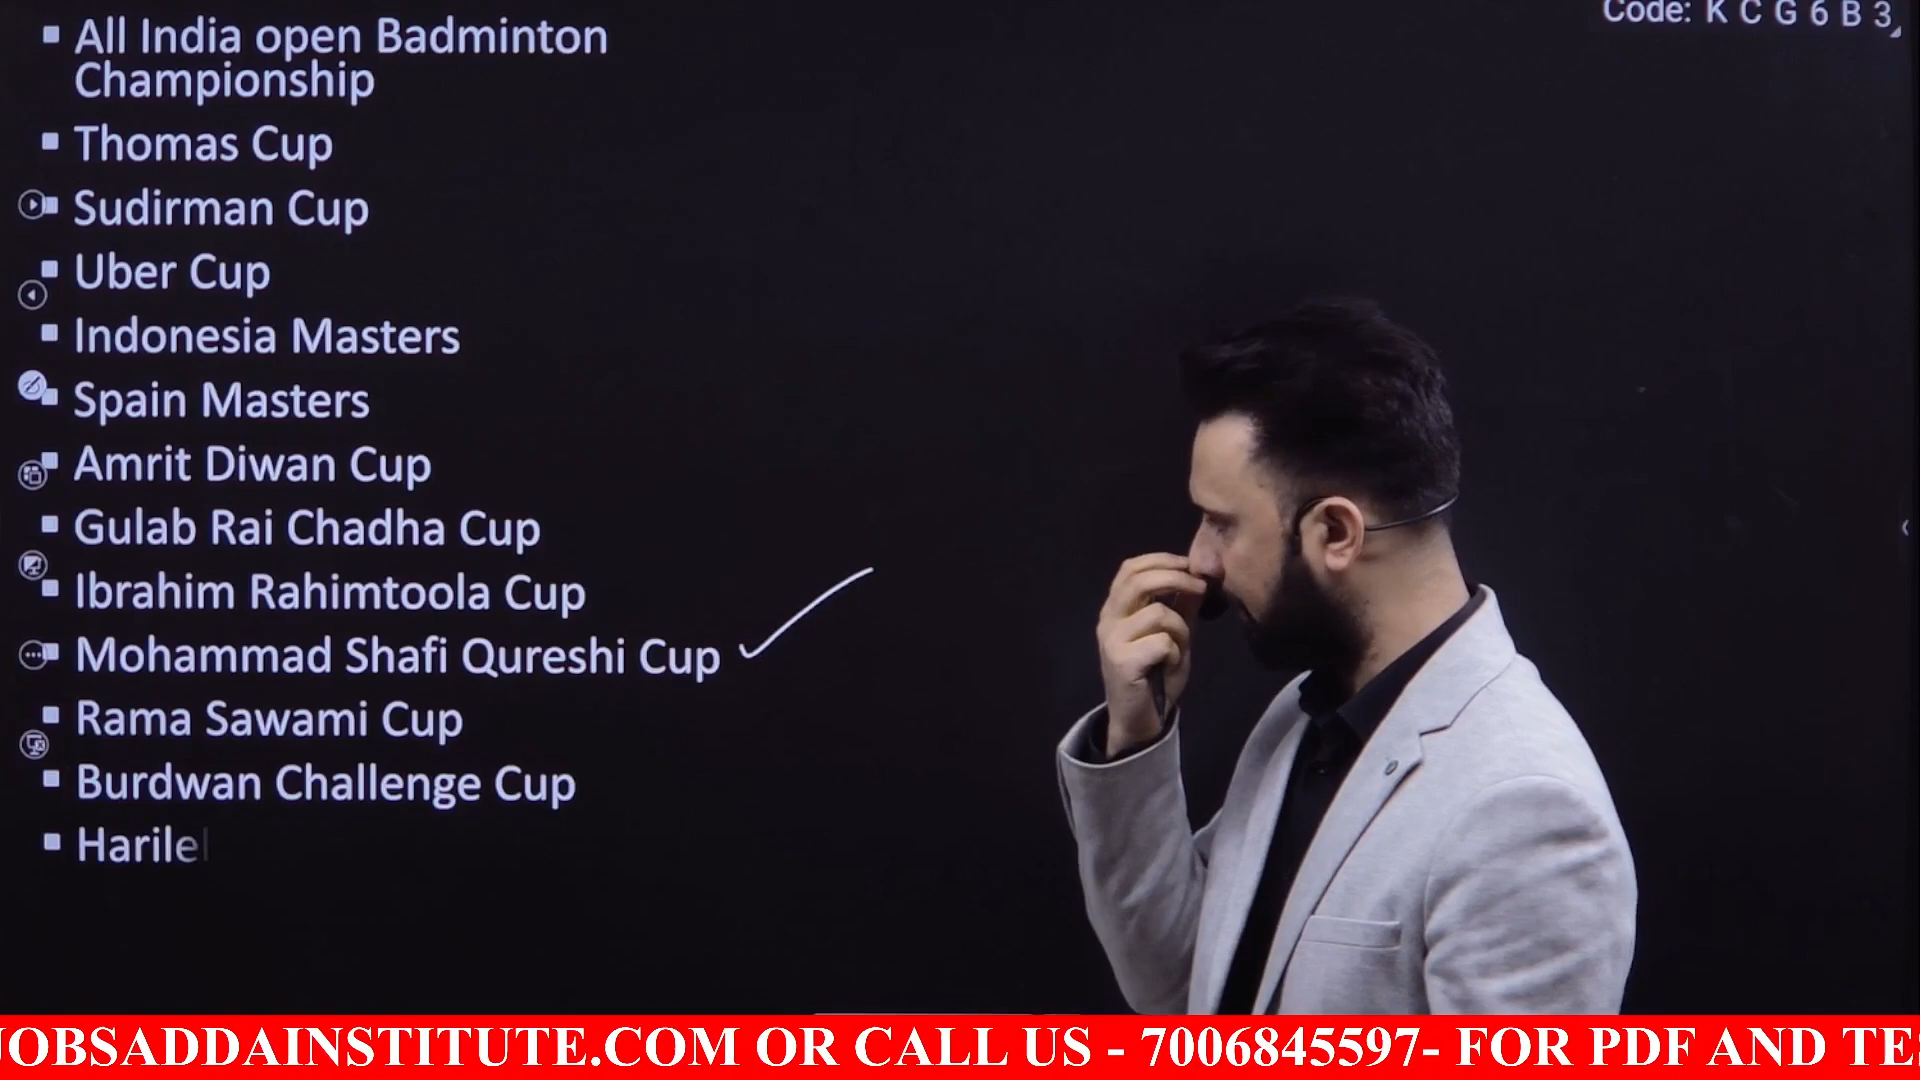 Code: K C G 6 B 3
All India open Badminton
Championship
Thomas Cup
Sudirman Cup
Uber Cup
Indonesia Masters
Spain Masters
Amrit Diwan Cup
Gulab Rai Chadha Cup
Ibrahim Rahimtoola Cup
Mohammad Shafi Qureshi Cup
Rama Sawami Cup
Burdwan Challenge Cup
Harilel
JOBSADDAINSTITUTE.COM OR CALL US - 7006845597- FOR PDF AND TES